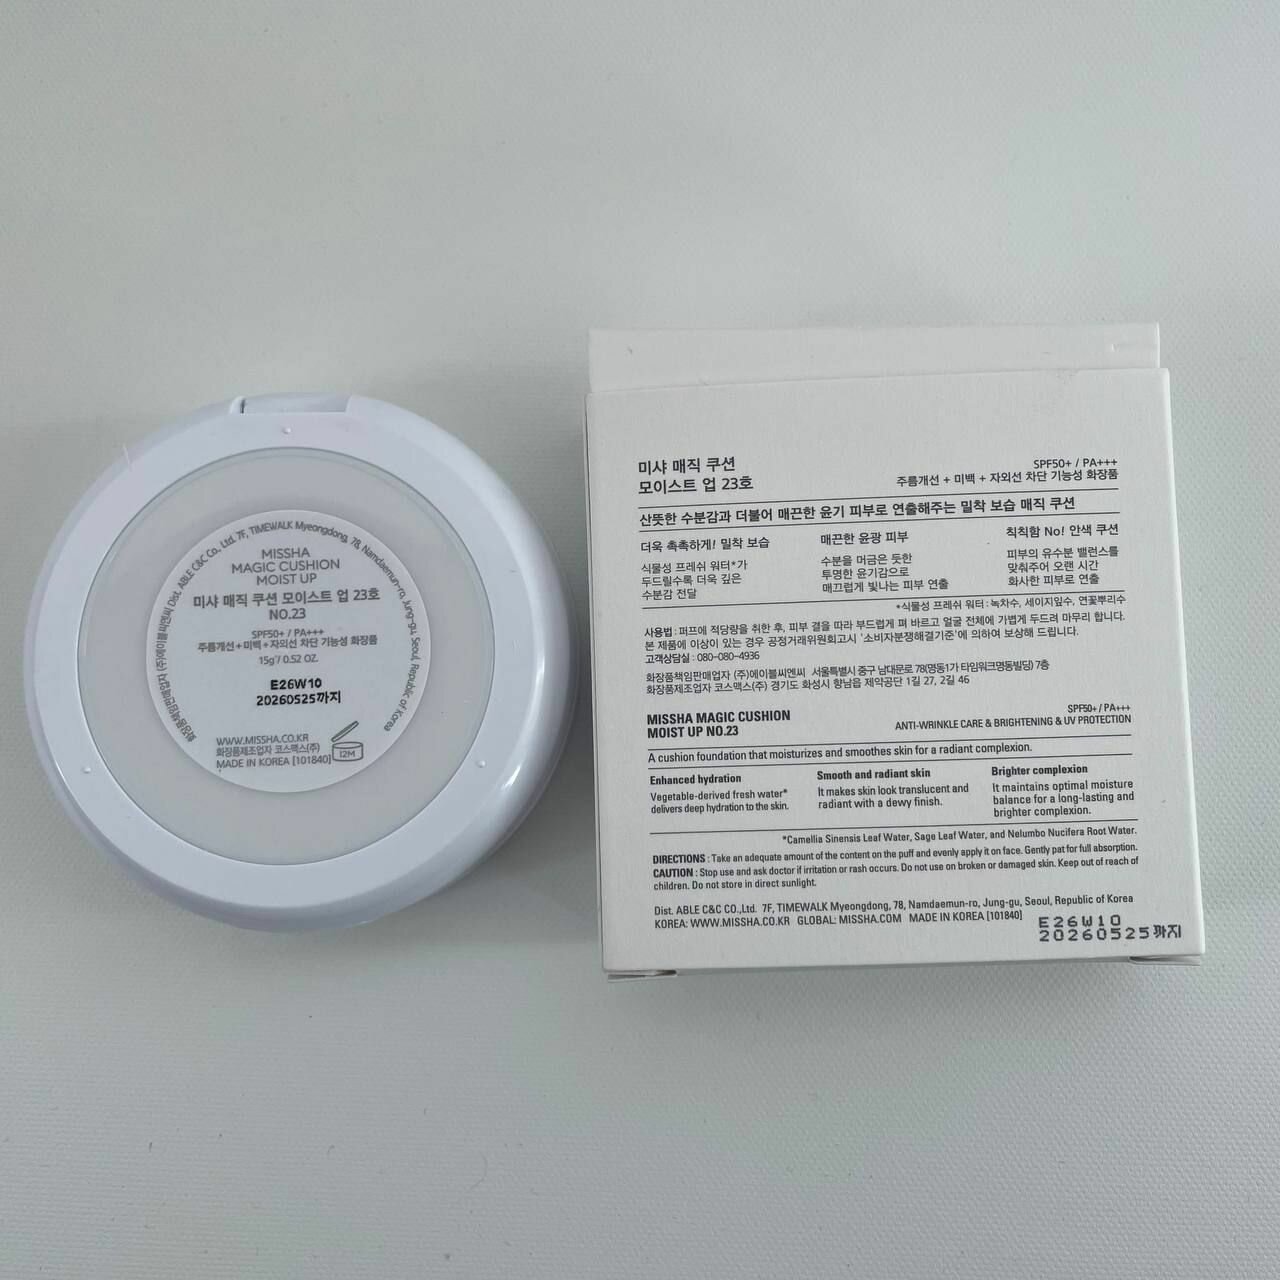 화장품책임판매업자 (주)에이블씨엔씨 Dist. ABLE C&C Co., Ltd. 7F, TIMEWALK Myeongdong, 78, Namdaemun-ro, Jung-gu, Seoul, Republic of Korea
MISSHA
MAGIC CUSHION
MOIST UP
미샤 매직 쿠션 모이스트 업 23호
NO.23
SPF50+ / PA+++
주름개선+미백+자외선 차단 기능성 화장품
15g / 0.52 OZ.
E26W10
20260525까지
WWW.MISSHA.CO.KR
화장품제조업자 코스맥스(주)
MADE IN KOREA [101840]
12M
미샤 매직 쿠션
모이스트 업 23호
SPF50+ / PA+++
주름개선 + 미백 + 자외선 차단 기능성 화장품
산뜻한 수분감과 더불어 매끈한 윤기 피부로 연출해주는 밀착 보습 매직 쿠션
더욱 촉촉하게! 밀착 보습
식물성 프레쉬 워터*가
두드릴수록 더욱 깊은
수분감 전달
매끈한 윤광 피부
수분을 머금은 듯한
투명한 윤기감으로
매끄럽게 빛나는 피부 연출
칙칙함 No! 안색 쿠션
피부의 유수분 밸런스를
맞춰주어 오랜 시간
화사한 피부로 연출
*식물성 프레쉬 워터 : 녹차수, 세이지잎수, 연꽃뿌리수
사용법 : 퍼프에 적당량을 취한 후, 피부 결을 따라 부드럽게 펴 바르고 얼굴 전체에 가볍게 두드려 마무리 합니다.
본 제품에 이상이 있는 경우 공정거래위원회고시 '소비자분쟁해결기준'에 의하여 보상해 드립니다.
고객상담실 : 080-080-4936
화장품책임판매업자 (주)에이블씨엔씨 서울특별시 중구 남대문로 78(명동1가 타임워크명동빌딩) 7층
화장품제조업자 코스맥스(주) 경기도 화성시 향남읍 제약공단 1길 27, 2길 46
MISSHA MAGIC CUSHION
MOIST UP NO.23
SPF50+ / PA+++
ANTI-WRINKLE CARE & BRIGHTENING & UV PROTECTION
A cushion foundation that moisturizes and smoothes skin for a radiant complexion.
Enhanced hydration
Vegetable-derived fresh water*
delivers deep hydration to the skin.
Smooth and radiant skin
It makes skin look translucent and
radiant with a dewy finish.
Brighter complexion
It maintains optimal moisture
balance for a long-lasting and
brighter complexion.
*Camellia Sinensis Leaf Water, Sage Leaf Water, and Nelumbo Nucifera Root Water.
DIRECTIONS : Take an adequate amount of the content on the puff and evenly apply it on face. Gently pat for full absorption.
CAUTION : Stop use and ask doctor if irritation or rash occurs. Do not use on broken or damaged skin. Keep out of reach of
children. Do not store in direct sunlight.
Dist. ABLE C&C CO.,Ltd. 7F, TIMEWALK Myeongdong, 78, Namdaemun-ro, Jung-gu, Seoul, Republic of Korea
KOREA: WWW.MISSHA.CO.KR GLOBAL: MISSHA.COM MADE IN KOREA [101840]
E26W10
20260525까지